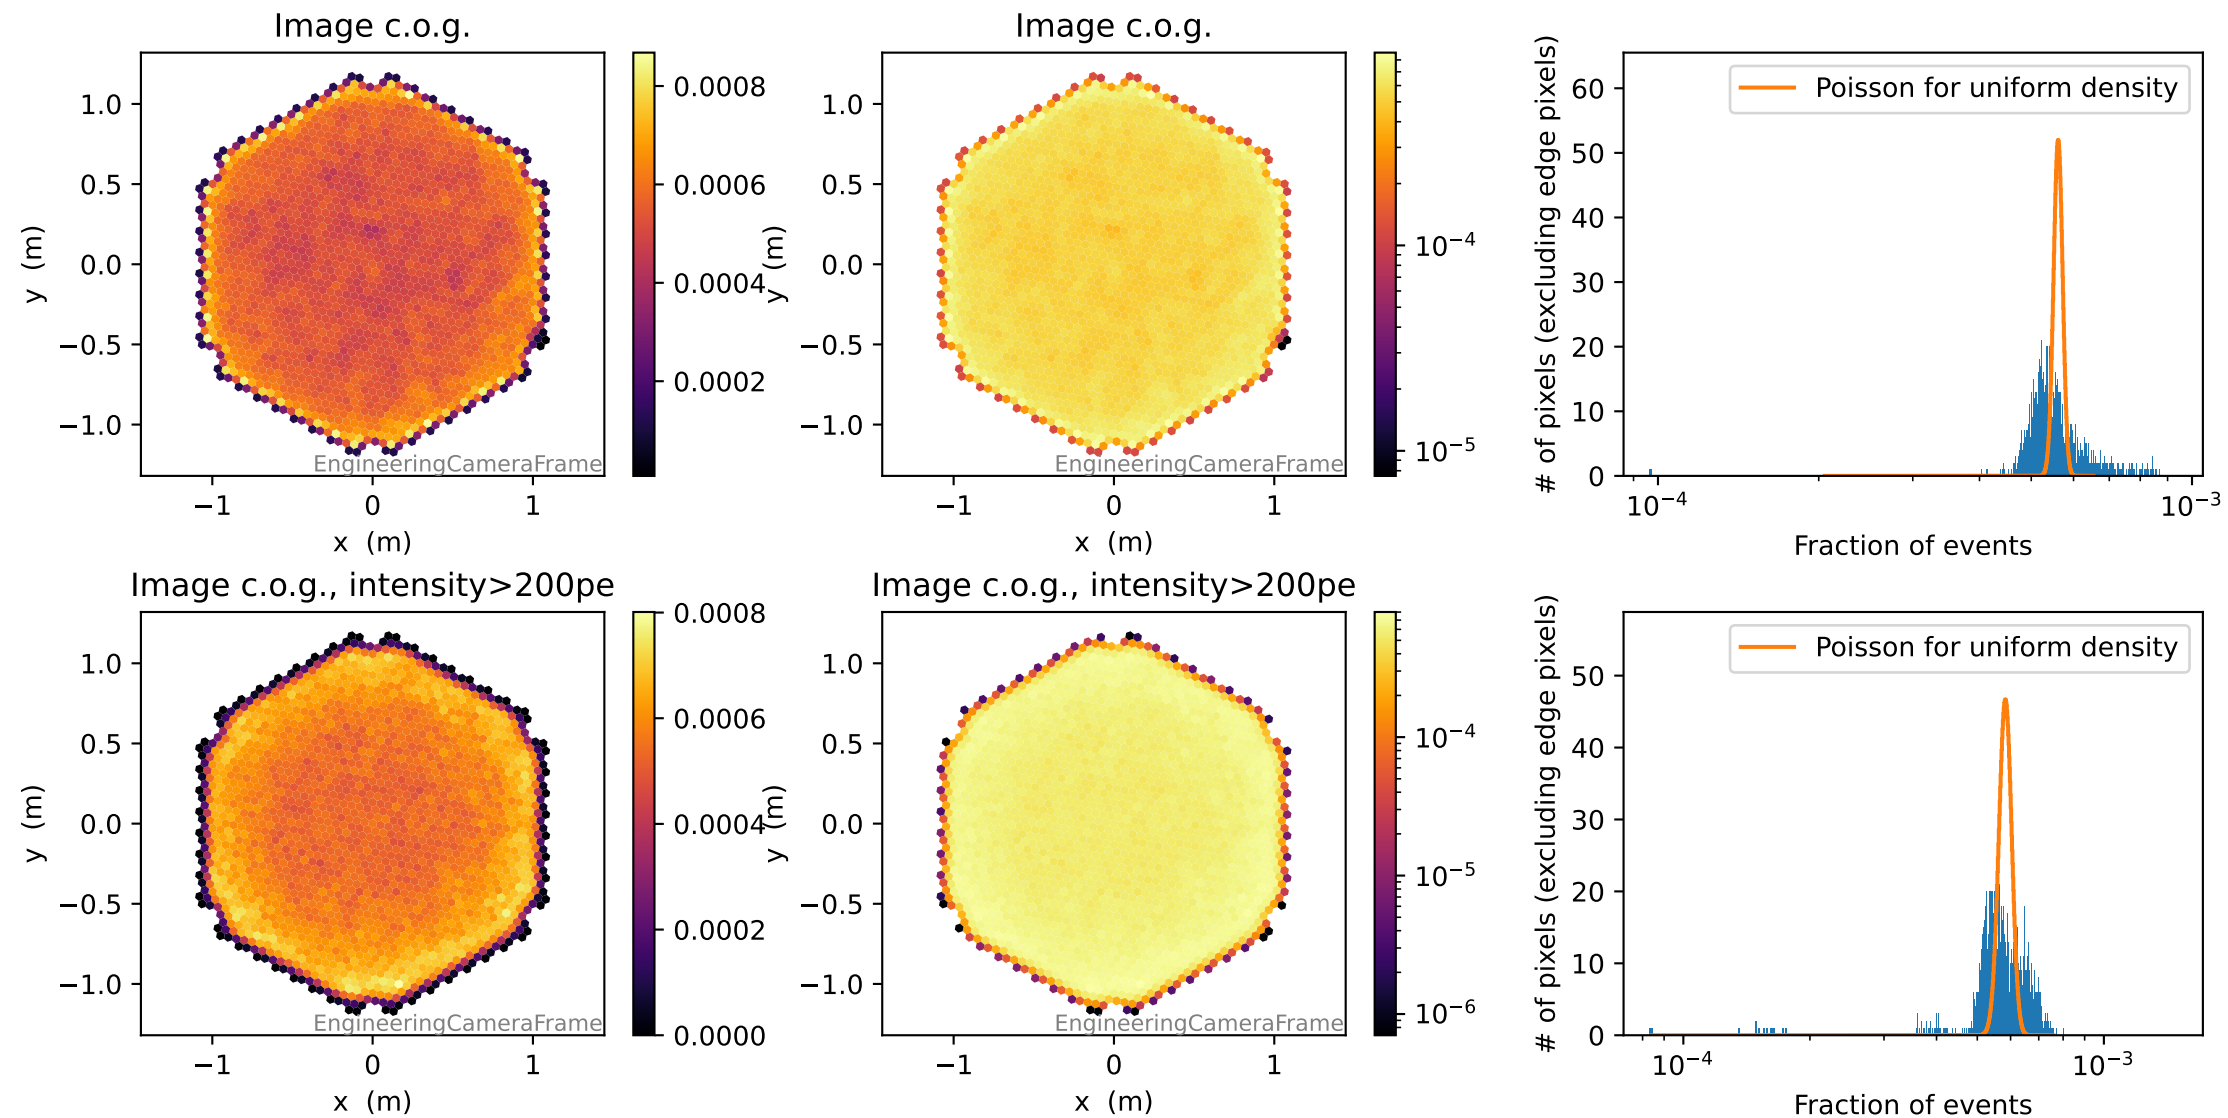 Image c.o.g.
1.0
0.5
0.0
−0.5
−1.0
y (m)
−1
0
1
x (m)
EngineeringCameraFrame
0.0008
0.0006
0.0004
0.0002
Image c.o.g.
1.0
0.5
0.0
−0.5
−1.0
y (m)
−1
0
1
x (m)
EngineeringCameraFrame
10⁻⁴
10⁻⁵
# of pixels (excluding edge pixels)
60
50
40
30
20
10
0
Poisson for uniform density
10⁻⁴
10⁻³
Fraction of events
Image c.o.g., intensity>200pe
1.0
0.5
0.0
−0.5
−1.0
y (m)
−1
0
1
x (m)
EngineeringCameraFrame
0.0008
0.0006
0.0004
0.0002
0.0000
Image c.o.g., intensity>200pe
1.0
0.5
0.0
−0.5
−1.0
y (m)
−1
0
1
x (m)
EngineeringCameraFrame
10⁻⁴
10⁻⁵
10⁻⁶
# of pixels (excluding edge pixels)
50
40
30
20
10
0
Poisson for uniform density
10⁻⁴
10⁻³
Fraction of events